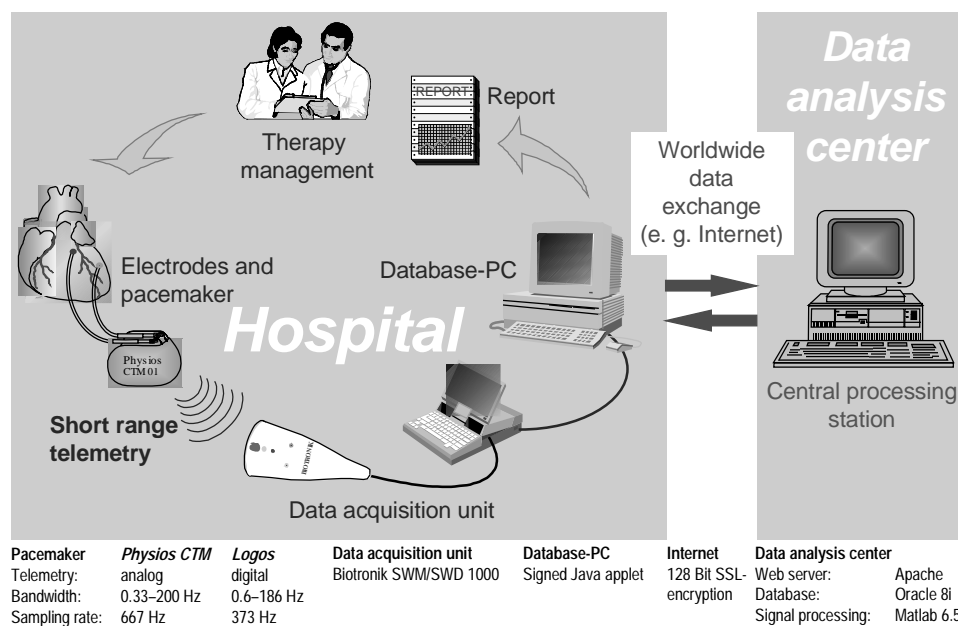 Data
analysis
center
REPORT
Report
Therapy
management
Worldwide
data
exchange
(e. g. Internet)
Electrodes and
pacemaker
Database-PC
Hospital
Physios
CTM 01
Short range
telemetry
BIOTRONIK
Central processing
station
Data acquisition unit
Pacemaker Physios CTM Logos Data acquisition unit Database-PC Internet Data analysis center
Telemetry: analog digital Biotronik SWM/SWD 1000 Signed Java applet 128 Bit SSL- Web server: Apache
Bandwidth: 0.33–200 Hz 0.6–186 Hz encryption Database: Oracle 8i
Sampling rate: 667 Hz 373 Hz Signal processing: Matlab 6.5